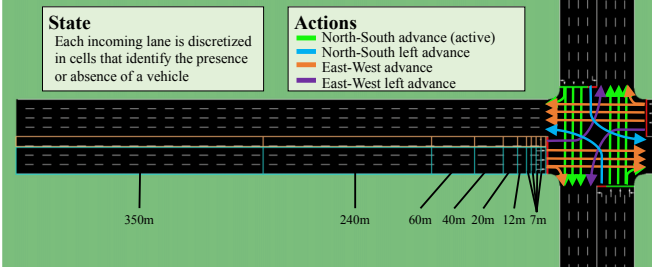 State
Each incoming lane is discretized
in cells that identify the presence
or absence of a vehicle
Actions
North-South advance (active)
North-South left advance
East-West advance
East-West left advance
350m
240m
60m
40m
20m
12m
7m